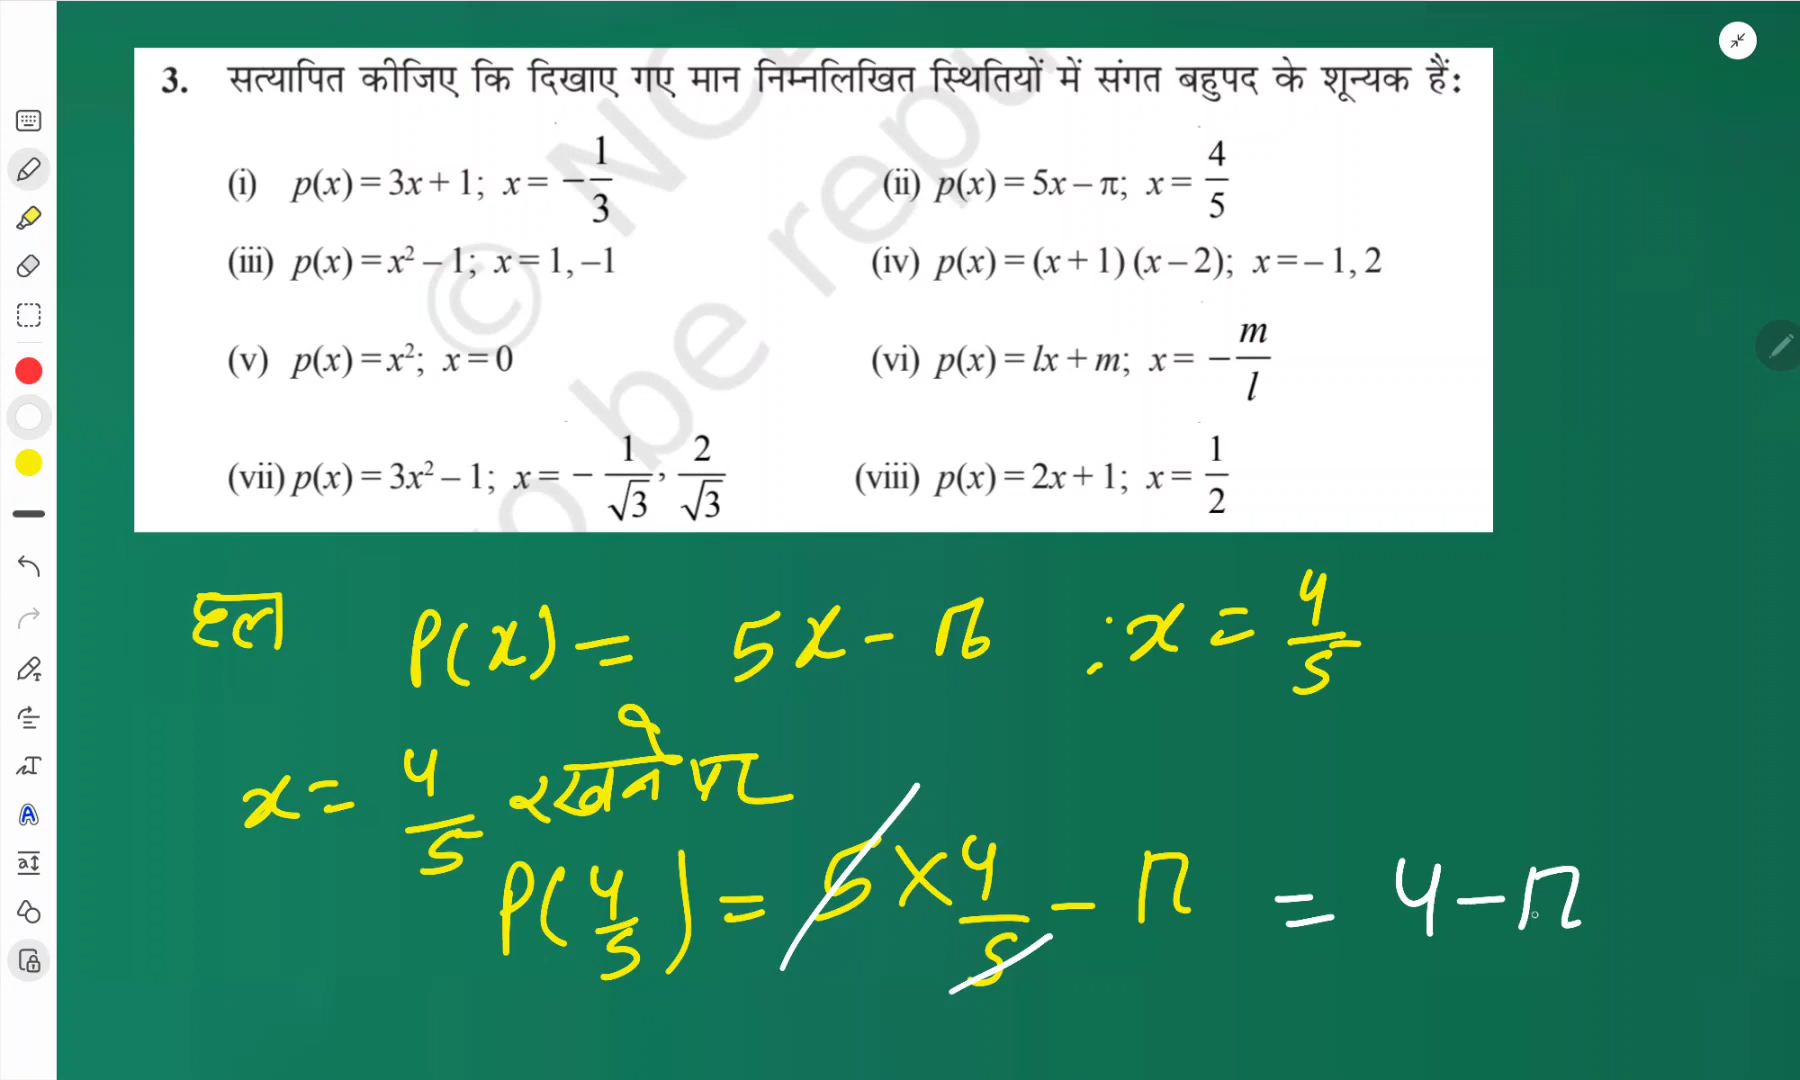 3. सत्यापित कीजिए कि दिखाए गए मान निम्नलिखित स्थितियों में संगत बहुपद के शून्यक हैं:
(i) p(x) = 3x + 1; x = −1/3
(ii) p(x) = 5x − π; x = 4/5
(iii) p(x) = x² − 1; x = 1, −1
(iv) p(x) = (x + 1) (x − 2); x = − 1, 2
(v) p(x) = x²; x = 0
(vi) p(x) = lx + m; x = −m/l
(vii) p(x) = 3x² − 1; x = −1/√3, 2/√3
(viii) p(x) = 2x + 1; x = 1/2
हल P(x) = 5x − π ; x = 4/5
x = 4/5 रखने पर
P(4/5) = 5 × 4/5 − π = 4 − π